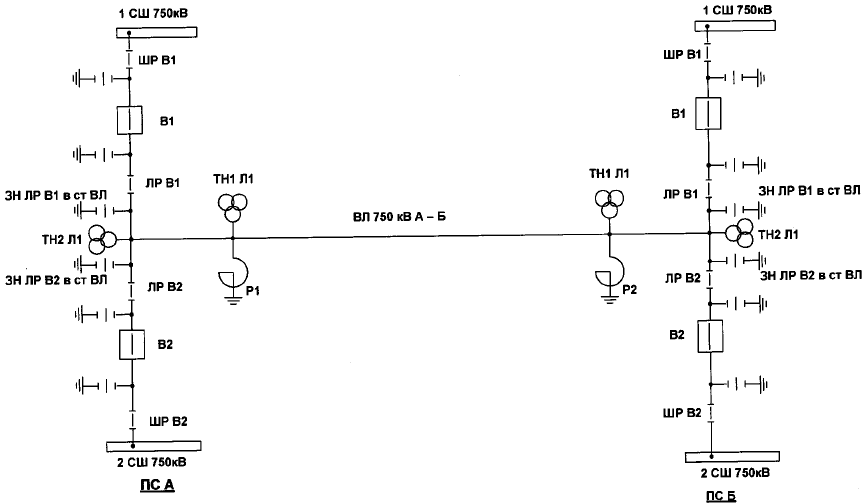 1 СШ 750кВ
1 СШ 750кВ
ШР В1
ШР В1
В1
В1
ЛР В1
ТН1 Л1
ТН1 Л1
ЛР В1
ЗН ЛР В1 в ст ВЛ
ЗН ЛР В1 в ст ВЛ
ВЛ 750 кВ А – Б
ТН2 Л1
ТН2 Л1
ЗН ЛР В2 в ст ВЛ
ЛР В2
Р1
Р2
ЛР В2
ЗН ЛР В2 в ст ВЛ
В2
В2
ШР В2
ШР В2
2 СШ 750кВ
2 СШ 750кВ
ПС А
ПС Б